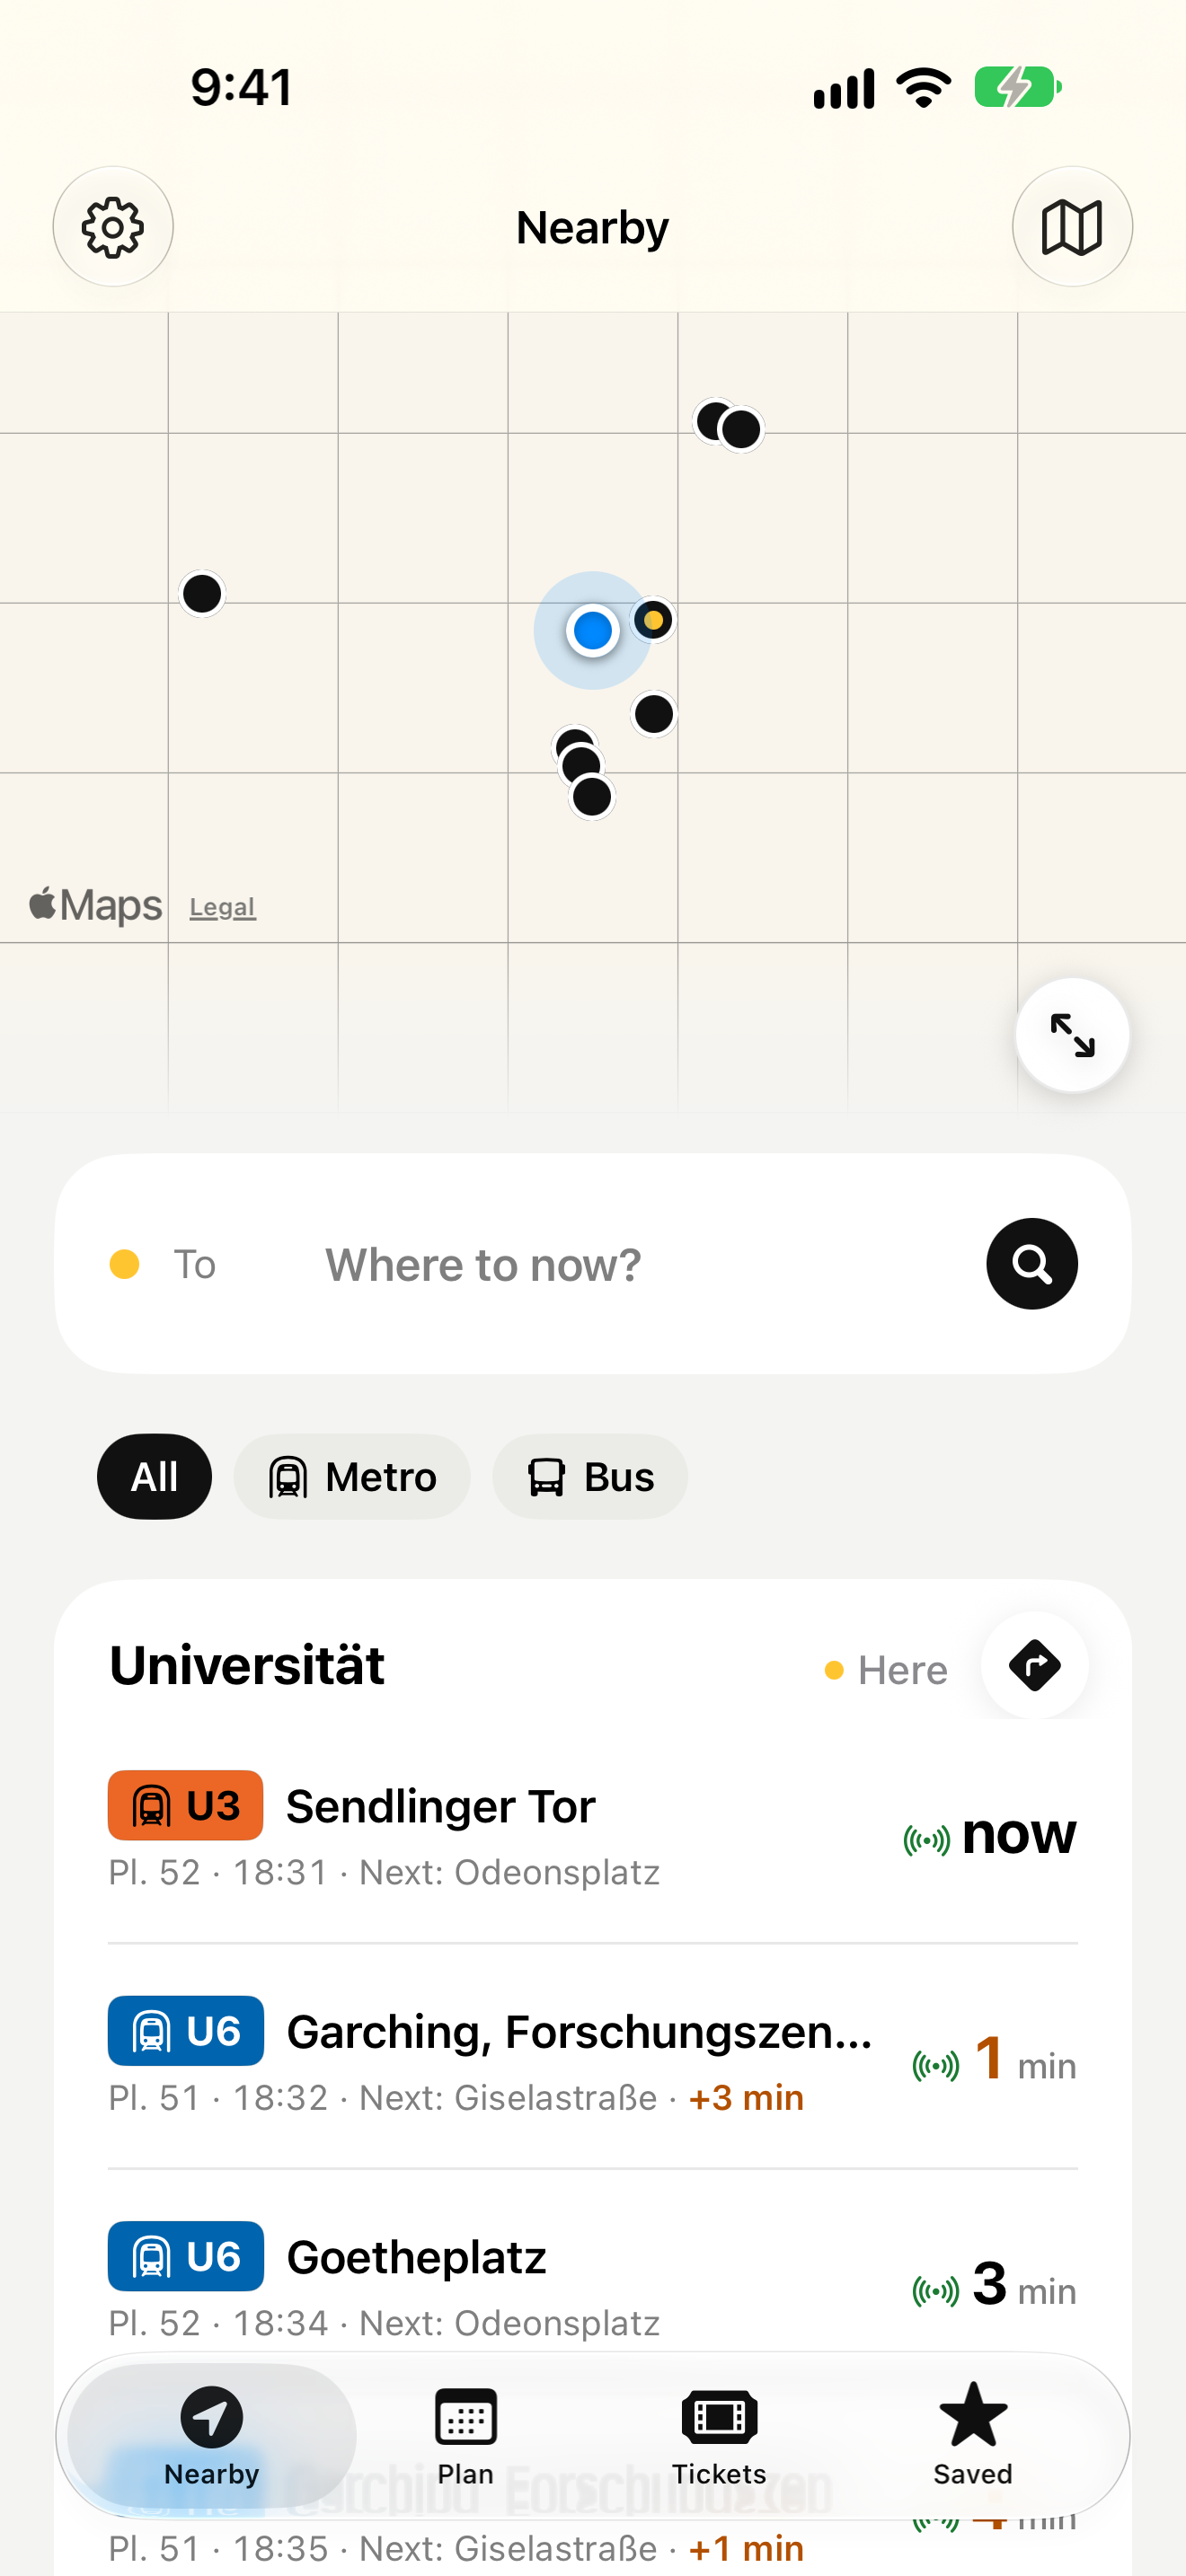 9:41
Nearby
Maps Legal
To Where to now?
All Metro Bus
Universität Here
U3 Sendlinger Tor now
Pl. 52 · 18:31 · Next: Odeonsplatz
U6 Garching, Forschungszen... 1 min
Pl. 51 · 18:32 · Next: Giselastraße · +3 min
U6 Goetheplatz 3 min
Pl. 52 · 18:34 · Next: Odeonsplatz
Nearby Plan Tickets Saved
Pl. 51 · 18:35 · Next: Giselastraße · +1 min